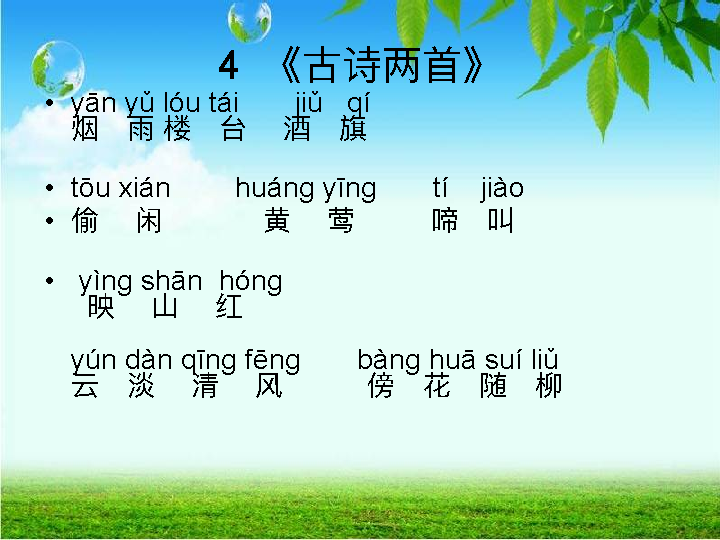 4 《古诗两首》
• yān yǔ lóu tái jiǔ qí
烟 雨 楼 台 酒 旗
• tōu xián huáng yīng tí jiào
• 偷 闲 黄 莺 啼 叫
• yìng shān hóng
映 山 红
yún dàn qīng fēng bàng huā suí liǔ
云 淡 清 风 傍 花 随 柳